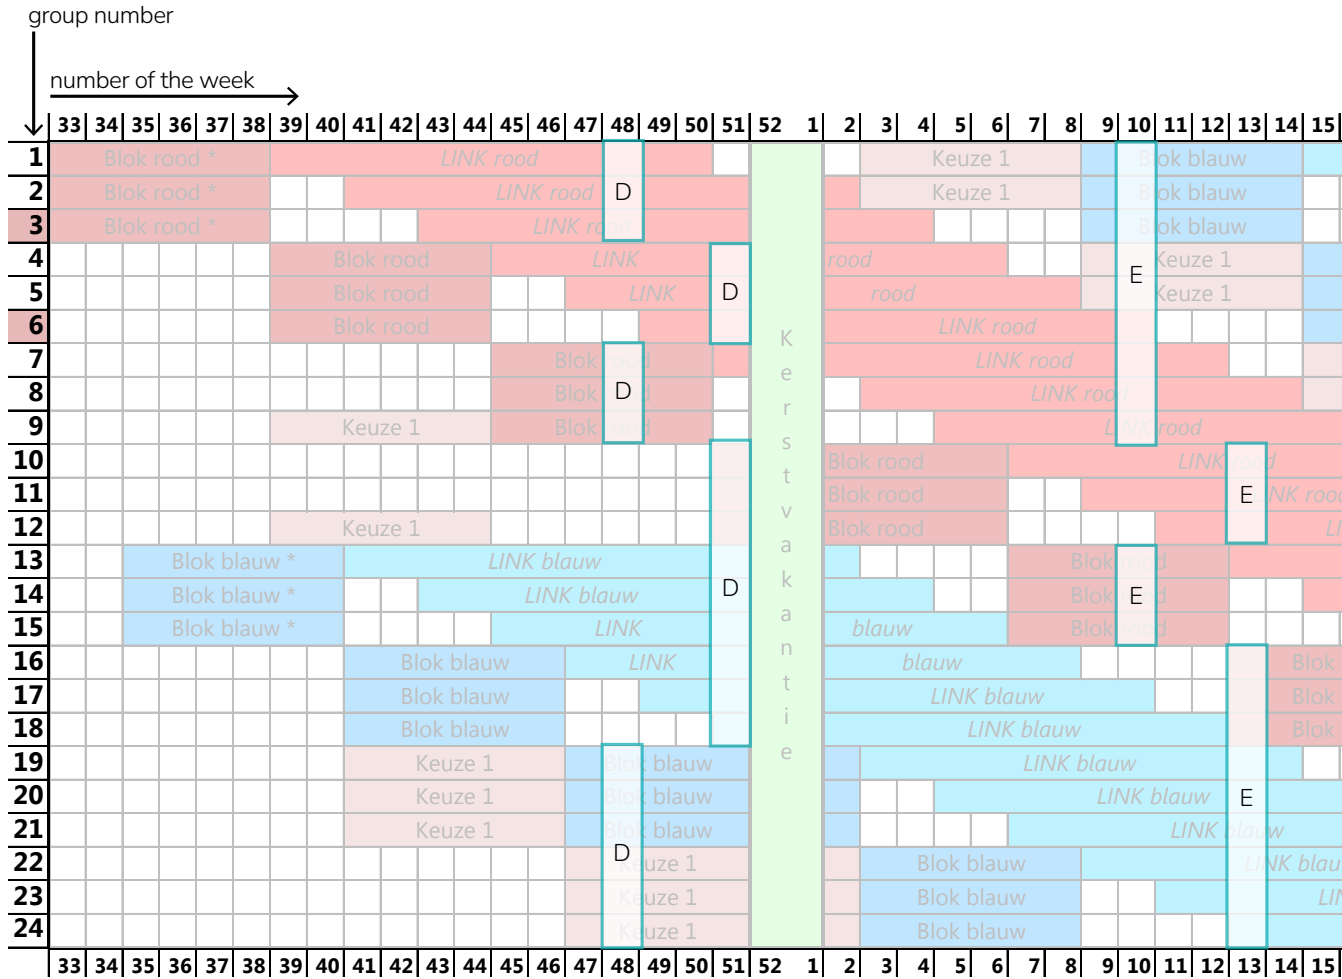 group number
number of the week
33 34 35 36 37 38 39 40 41 42 43 44 45 46 47 48 49 50 51 52 1 2 3 4 5 6 7 8 9 10 11 12 13 14 15
1 Blok rood * LINK rood Keuze 1 Blok blauw
2 Blok rood * LINK rood D Keuze 1 Blok blauw
3 Blok rood * LINK rood Blok blauw
4 Blok rood LINK rood Keuze 1
5 Blok rood LINK D rood E Keuze 1
6 Blok rood LINK rood
7 Blok rood LINK rood
8 Blok rood D LINK rood
9 Keuze 1 Blok rood LINK rood
10 Blok rood LINK rood
11 Blok rood E LINK rood
12 Keuze 1 Blok rood
13 Blok blauw * LINK blauw Blok rood
14 Blok blauw * LINK blauw D Blok rood E
15 Blok blauw * LINK blauw Blok rood
16 Blok blauw LINK blauw Blok
17 Blok blauw LINK blauw Blok
18 Blok blauw LINK blauw Blok
19 Keuze 1 Blok blauw LINK blauw
20 Keuze 1 Blok blauw LINK blauw E
21 Keuze 1 Blok blauw LINK blauw
22 D Keuze 1 Blok blauw LINK blau
23 Keuze 1 Blok blauw
24 Keuze 1 Blok blauw
Kerstvakantie
33 34 35 36 37 38 39 40 41 42 43 44 45 46 47 48 49 50 51 52 1 2 3 4 5 6 7 8 9 10 11 12 13 14 15